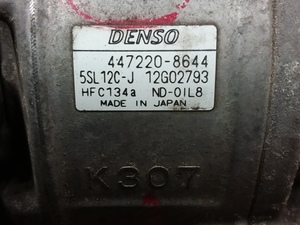 DENSO
447220-8644
5SL12C-J 12G02793
HFC134a ND-OIL8
MADE IN JAPAN
K307